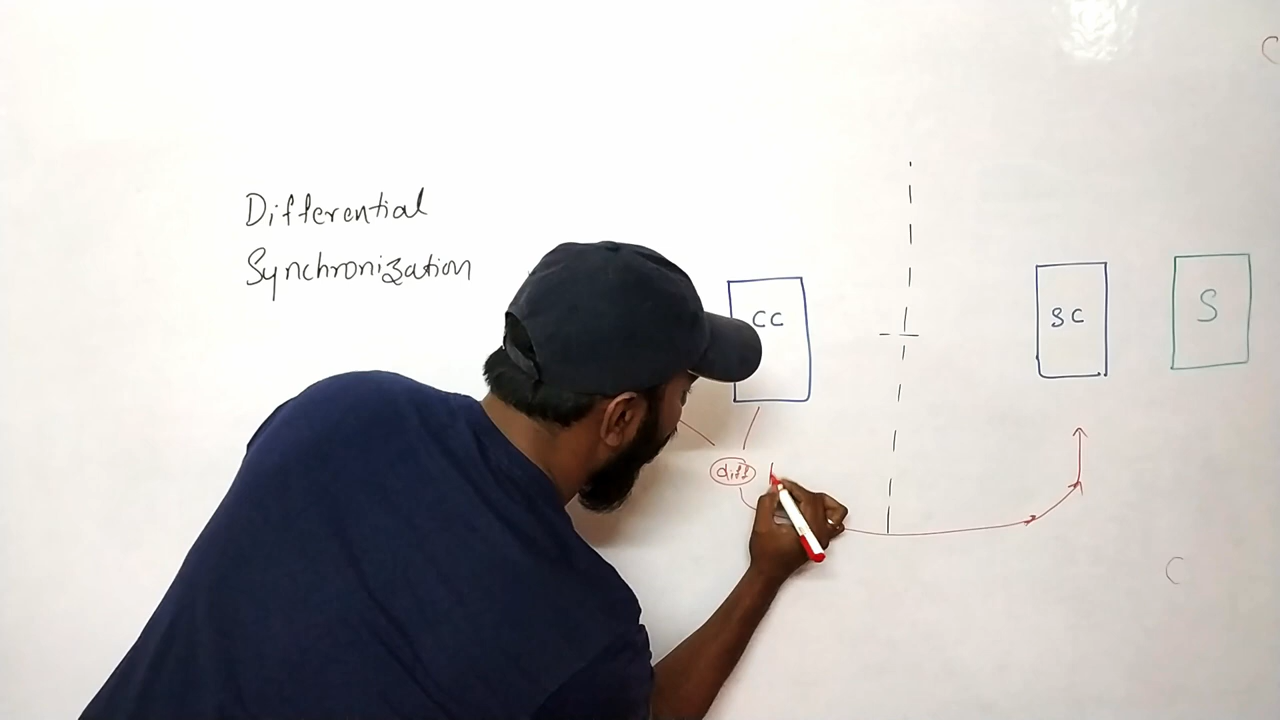 Differential
Synchronization
CC
SC
S
diff
C
C